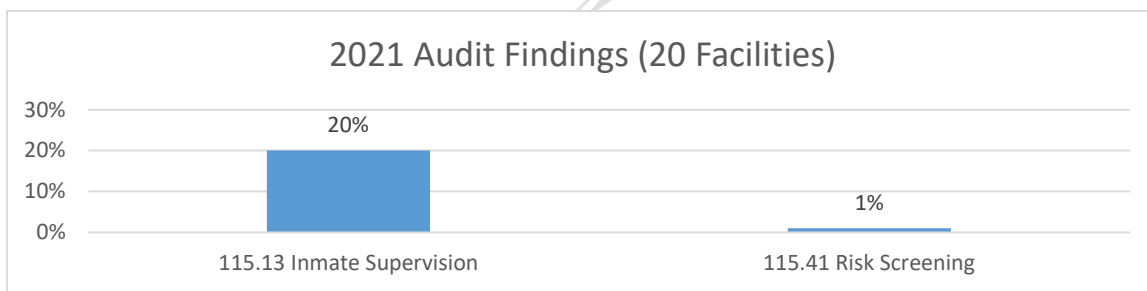 2021 Audit Findings (20 Facilities)
30%
20%
20%
10%
1%
0%
115.13 Inmate Supervision
115.41 Risk Screening